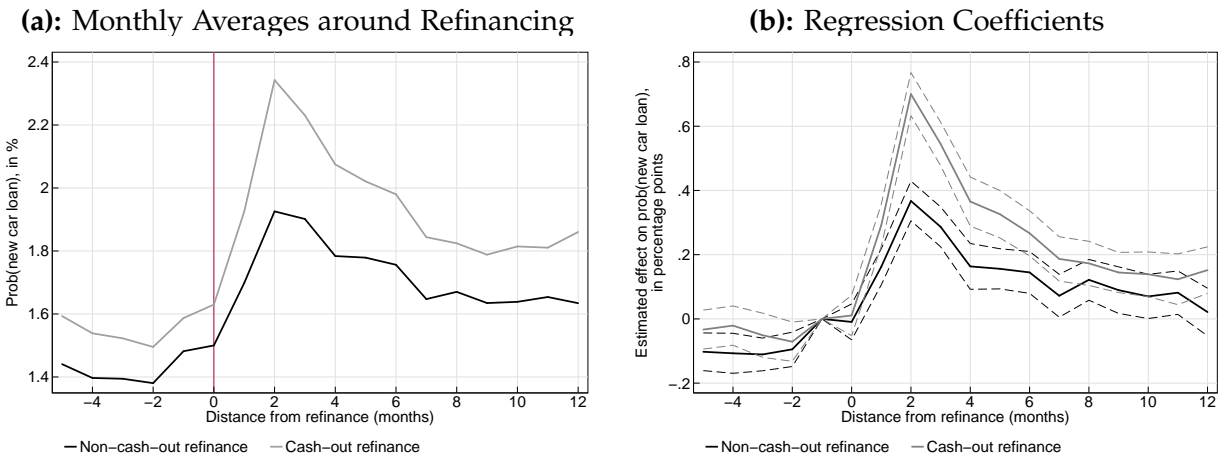 (a): Monthly Averages around Refinancing
Prob(new car loan), in %
2.4
2.2
2
1.8
1.6
1.4
−4
−2
0
2
4
6
8
10
12
Distance from refinance (months)
Non−cash−out refinance
Cash−out refinance
(b): Regression Coefficients
Estimated effect on prob(new car loan),
in percentage points
.8
.6
.4
.2
0
−.2
−4
−2
0
2
4
6
8
10
12
Distance from refinance (months)
Non−cash−out refinance
Cash−out refinance